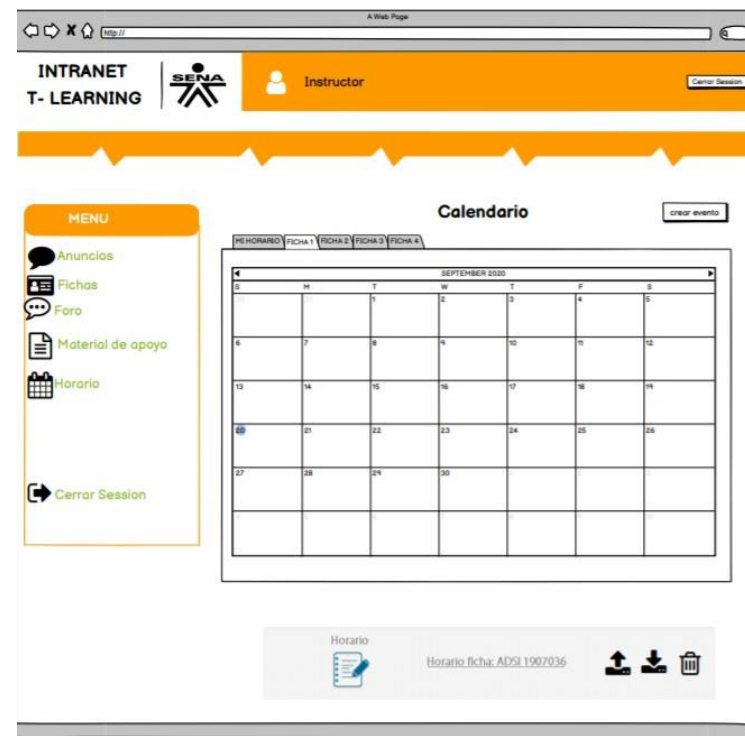 A Web Page
http://
INTRANET
T- LEARNING
SENA
Instructor
Cerrar Session
MENU
Anuncios
Fichas
Foro
Material de apoyo
Horario
Cerrar Session
Calendario
crear evento
MI HORARIO FICHA 1 FICHA 2 FICHA 3 FICHA 4
SEPTEMBER 2020
S M T W T F S
1 2 3 4 5
6 7 8 9 10 11 12
13 14 15 16 17 18 19
20 21 22 23 24 25 26
27 28 29 30
Horario
Horario ficha: ADSI 1907036